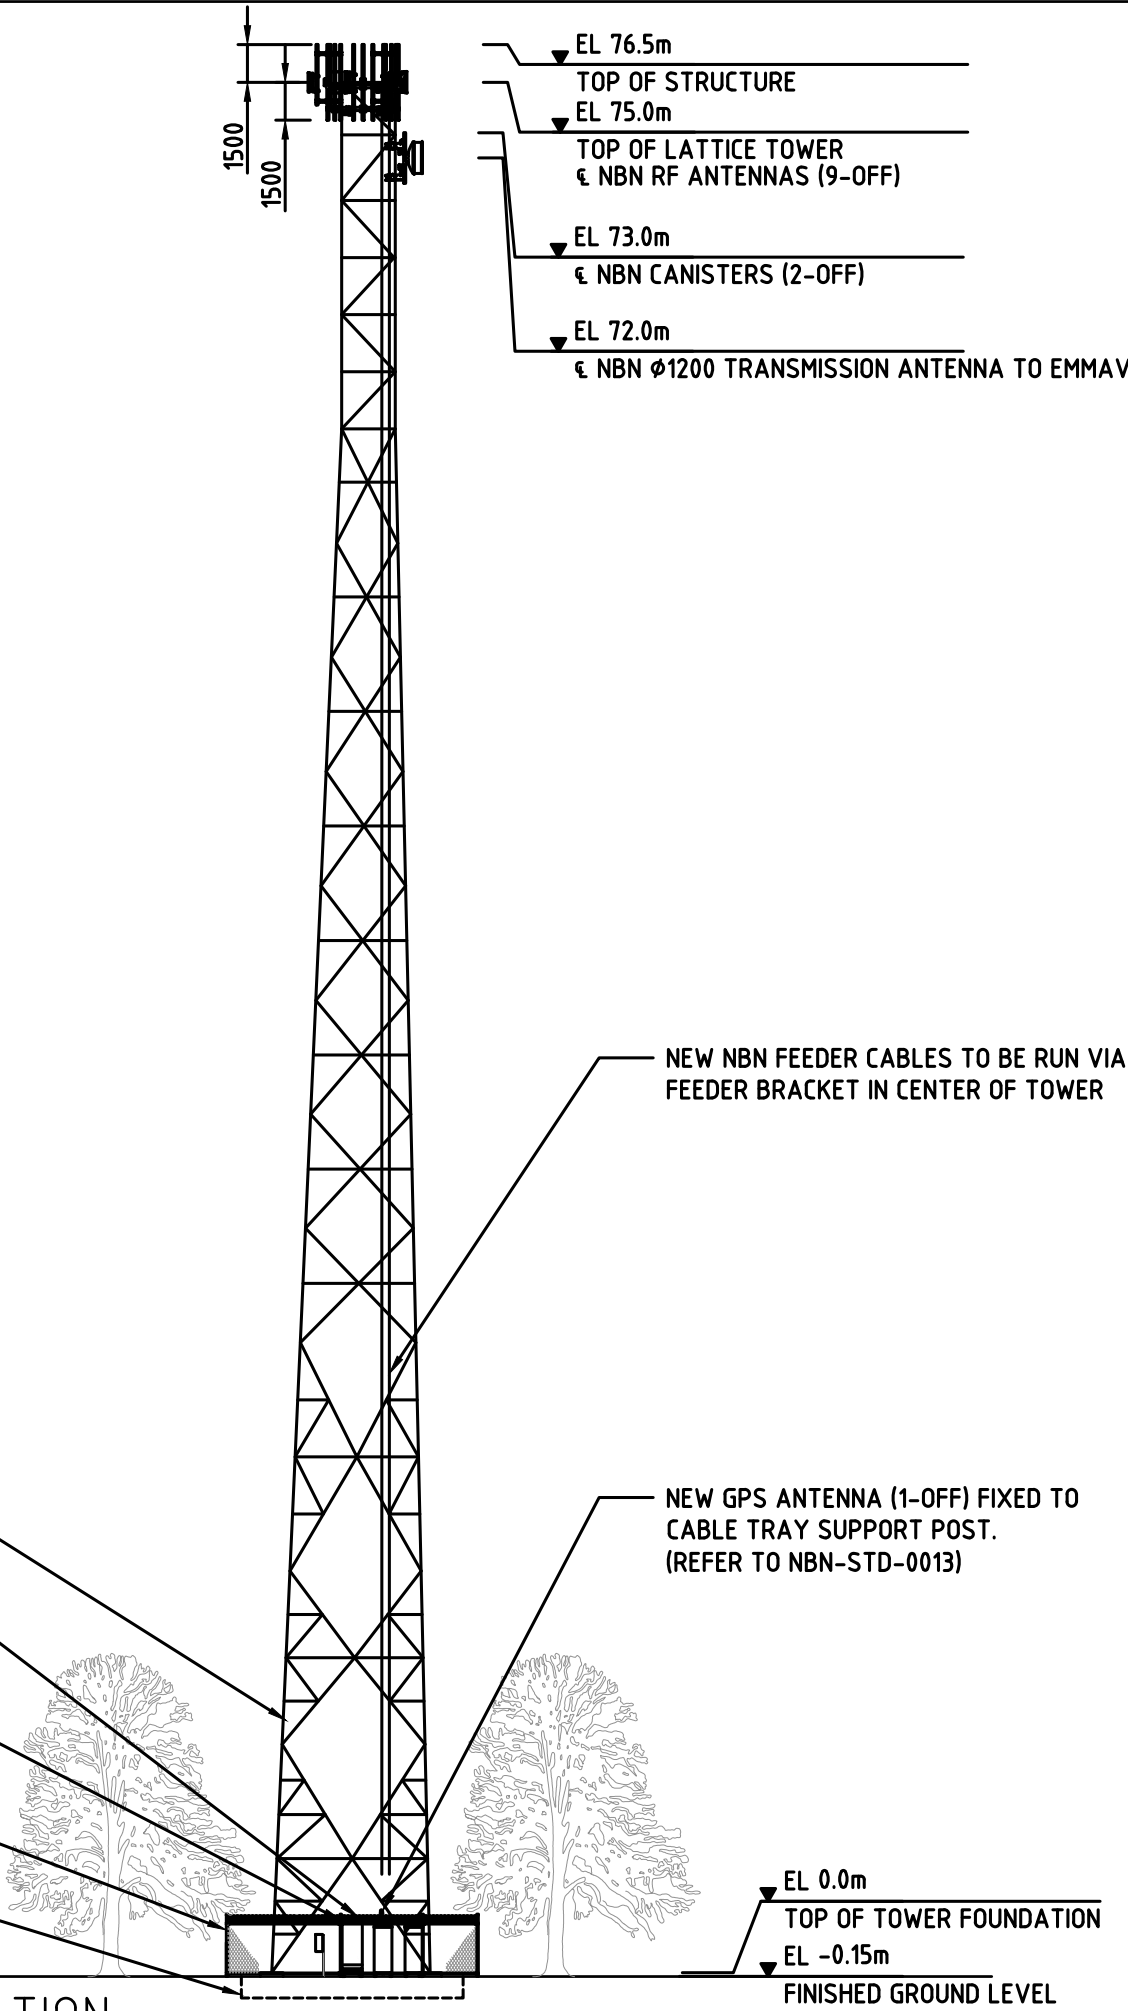 EL 76.5m
TOP OF STRUCTURE
EL 75.0m
TOP OF LATTICE TOWER
℄ NBN RF ANTENNAS (9-OFF)
1500
1500
EL 73.0m
℄ NBN CANISTERS (2-OFF)
EL 72.0m
℄ NBN Ø1200 TRANSMISSION ANTENNA TO EMMAV
NEW NBN FEEDER CABLES TO BE RUN VIA
FEEDER BRACKET IN CENTER OF TOWER
NEW GPS ANTENNA (1-OFF) FIXED TO
CABLE TRAY SUPPORT POST.
(REFER TO NBN-STD-0013)
EL 0.0m
TOP OF TOWER FOUNDATION
EL -0.15m
FINISHED GROUND LEVEL
TION